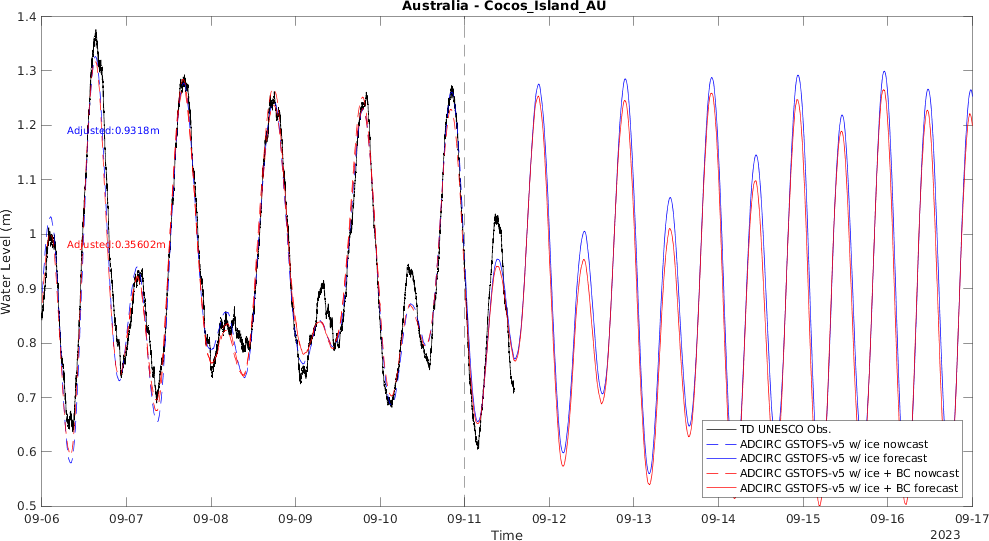 Australia - Cocos_Island_AU
1.4
1.3
1.2
1.1
1
0.9
0.8
0.7
0.6
0.5
Water Level (m)
Adjusted:0.9318m
Adjusted:0.35602m
TD UNESCO Obs.
ADCIRC GSTOFS-v5 w/ ice nowcast
ADCIRC GSTOFS-v5 w/ ice forecast
ADCIRC GSTOFS-v5 w/ ice + BC nowcast
ADCIRC GSTOFS-v5 w/ ice + BC forecast
09-06 09-07 09-08 09-09 09-10 09-11 09-12 09-13 09-14 09-15 09-16 09-17
Time
2023